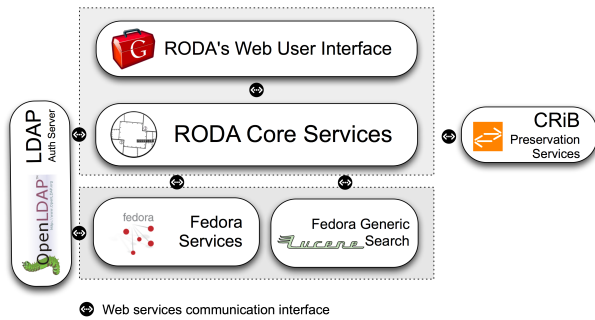 G
RODA's Web User Interface
RODA Core Services
LDAP
Auth Server
OpenLDAP
CRiB
Preservation
Services
fedora
Fedora
Services
Fedora Generic
Search
Lucene
Web services communication interface